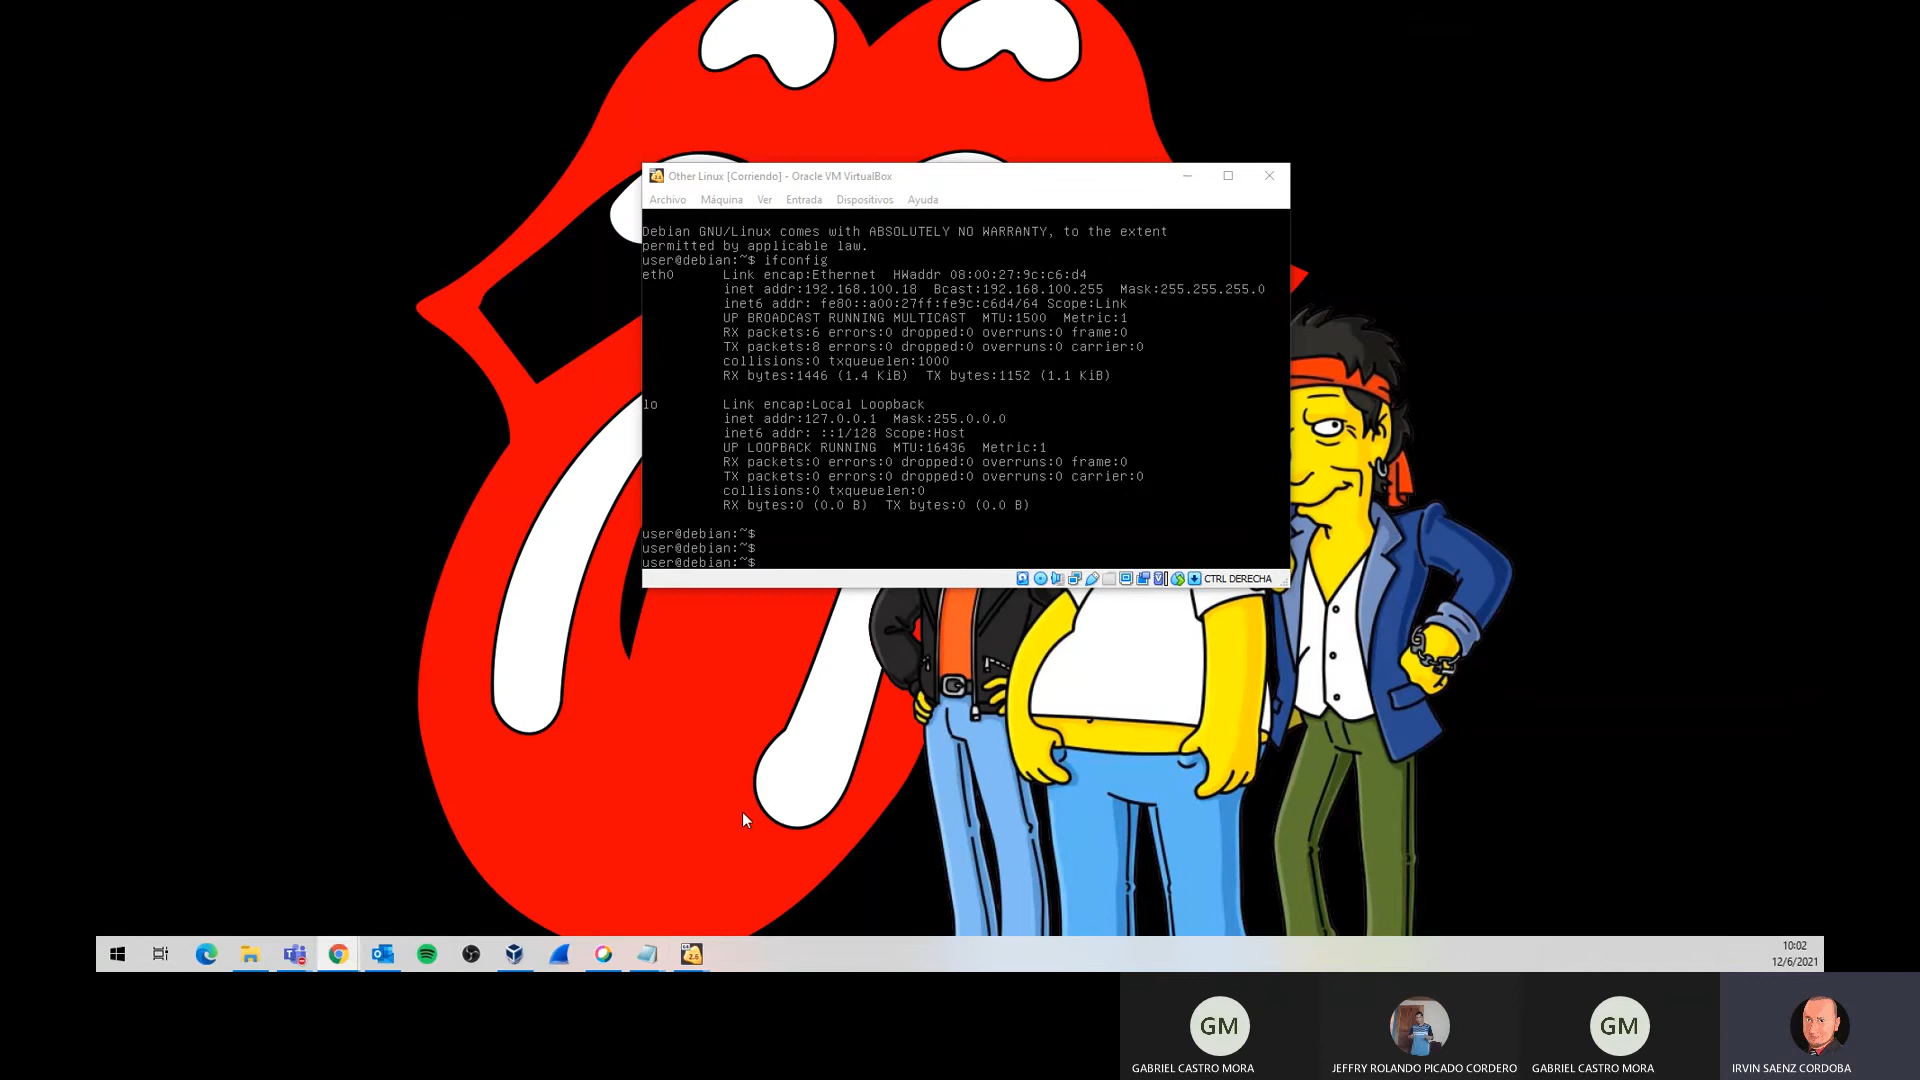 Other Linux [Corriendo] - Oracle VM VirtualBox
Archivo Máquina Ver Entrada Dispositivos Ayuda
Debian GNU/Linux comes with ABSOLUTELY NO WARRANTY, to the extent
permitted by applicable law.
user@debian:~$ ifconfig
eth0 Link encap:Ethernet HWaddr 08:00:27:9c:c6:d4
inet addr:192.168.100.18 Bcast:192.168.100.255 Mask:255.255.255.0
inet6 addr: fe80::a00:27ff:fe9c:c6d4/64 Scope:Link
UP BROADCAST RUNNING MULTICAST MTU:1500 Metric:1
RX packets:6 errors:0 dropped:0 overruns:0 frame:0
TX packets:8 errors:0 dropped:0 overruns:0 carrier:0
collisions:0 txqueuelen:1000
RX bytes:1446 (1.4 KiB) TX bytes:1152 (1.1 KiB)
lo Link encap:Local Loopback
inet addr:127.0.0.1 Mask:255.0.0.0
inet6 addr: ::1/128 Scope:Host
UP LOOPBACK RUNNING MTU:16436 Metric:1
RX packets:0 errors:0 dropped:0 overruns:0 frame:0
TX packets:0 errors:0 dropped:0 overruns:0 carrier:0
collisions:0 txqueuelen:0
RX bytes:0 (0.0 B) TX bytes:0 (0.0 B)
user@debian:~$
user@debian:~$
user@debian:~$
CTRL DERECHA
2.6
10:02
12/6/2021
GM
GM
GABRIEL CASTRO MORA
JEFFRY ROLANDO PICADO CORDERO
GABRIEL CASTRO MORA
IRVIN SAENZ CORDOBA